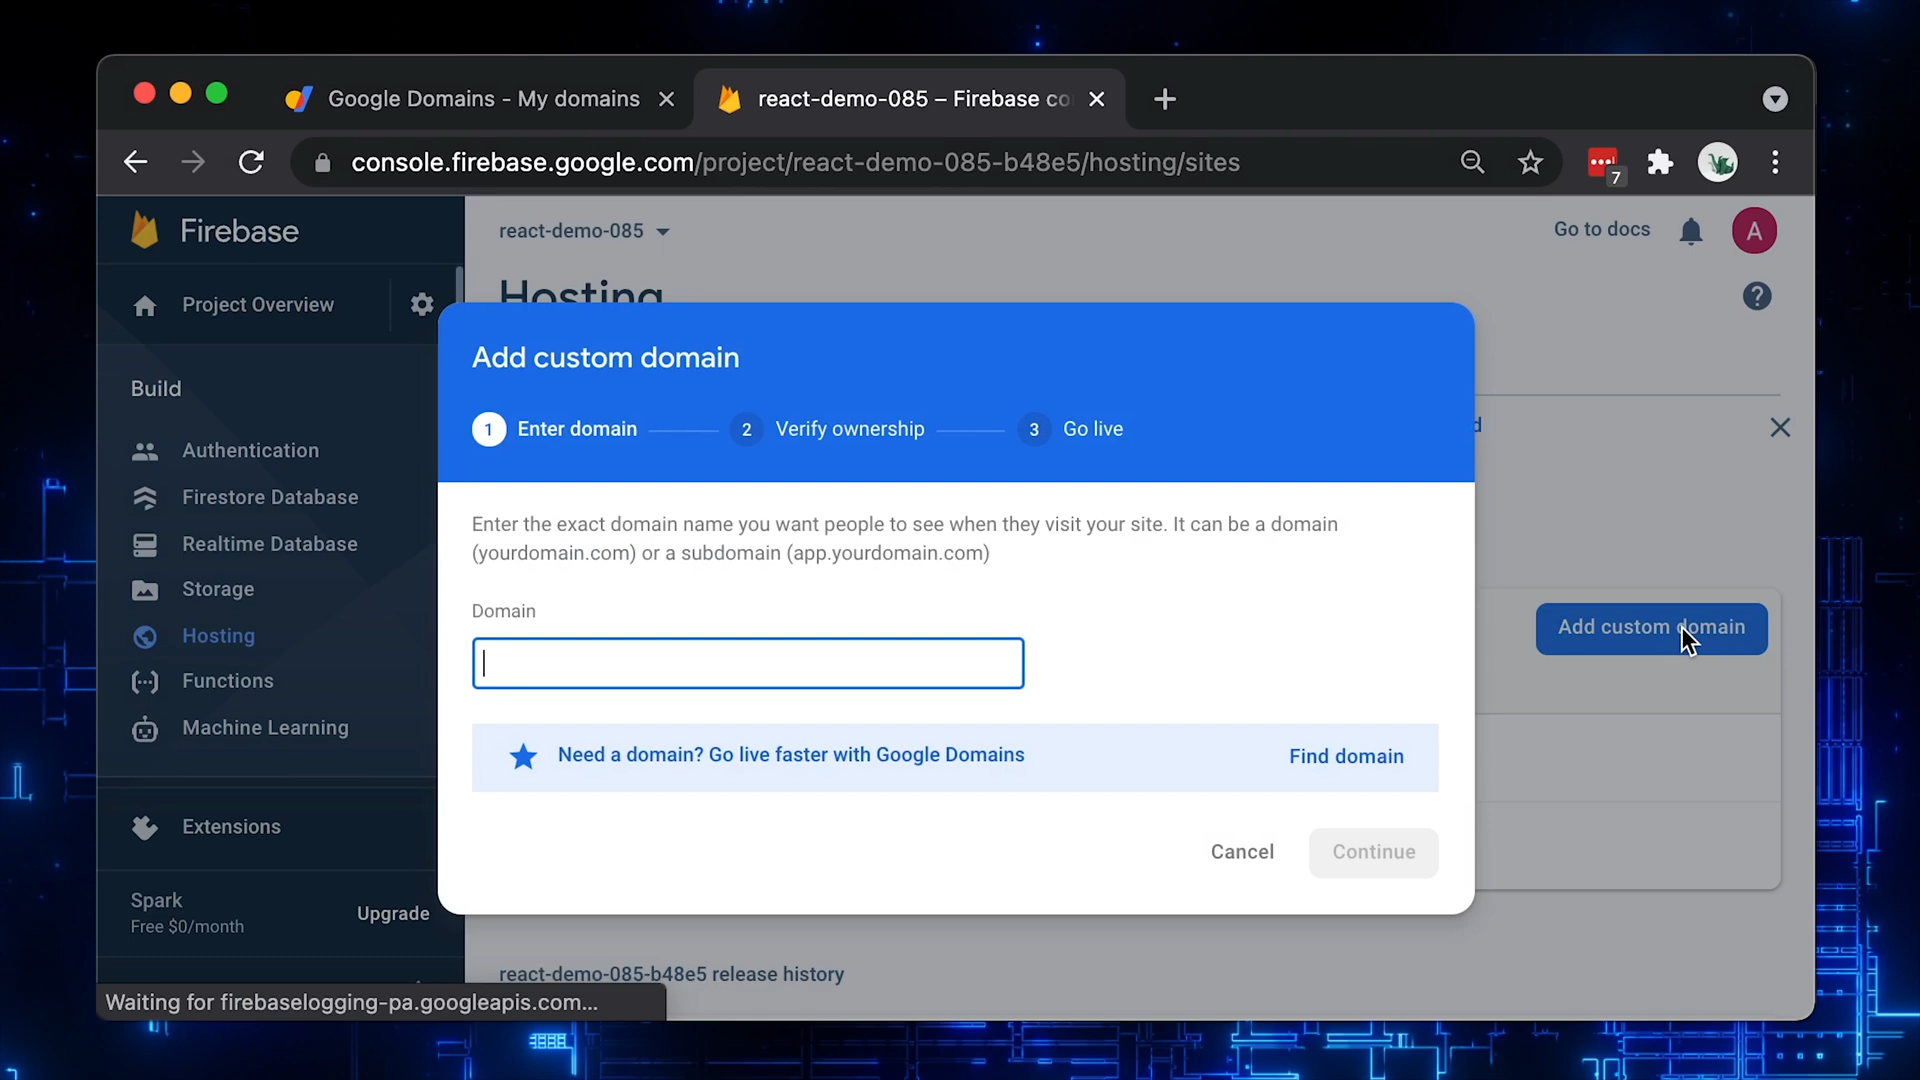 Google Domains - My domains
react-demo-085 – Firebase co
console.firebase.google.com/project/react-demo-085-b48e5/hosting/sites
7
Firebase
react-demo-085
Go to docs
A
Project Overview
Hosting
?
Build
Add custom domain
1 Enter domain 2 Verify ownership 3 Go live
d
Authentication
Firestore Database
Realtime Database
Storage
Hosting
Functions
Machine Learning
Enter the exact domain name you want people to see when they visit your site. It can be a domain
(yourdomain.com) or a subdomain (app.yourdomain.com)
Domain
Add custom domain
Need a domain? Go live faster with Google Domains
Find domain
Cancel
Continue
Extensions
Spark
Free $0/month
Upgrade
react-demo-085-b48e5 release history
Waiting for firebaselogging-pa.googleapis.com...